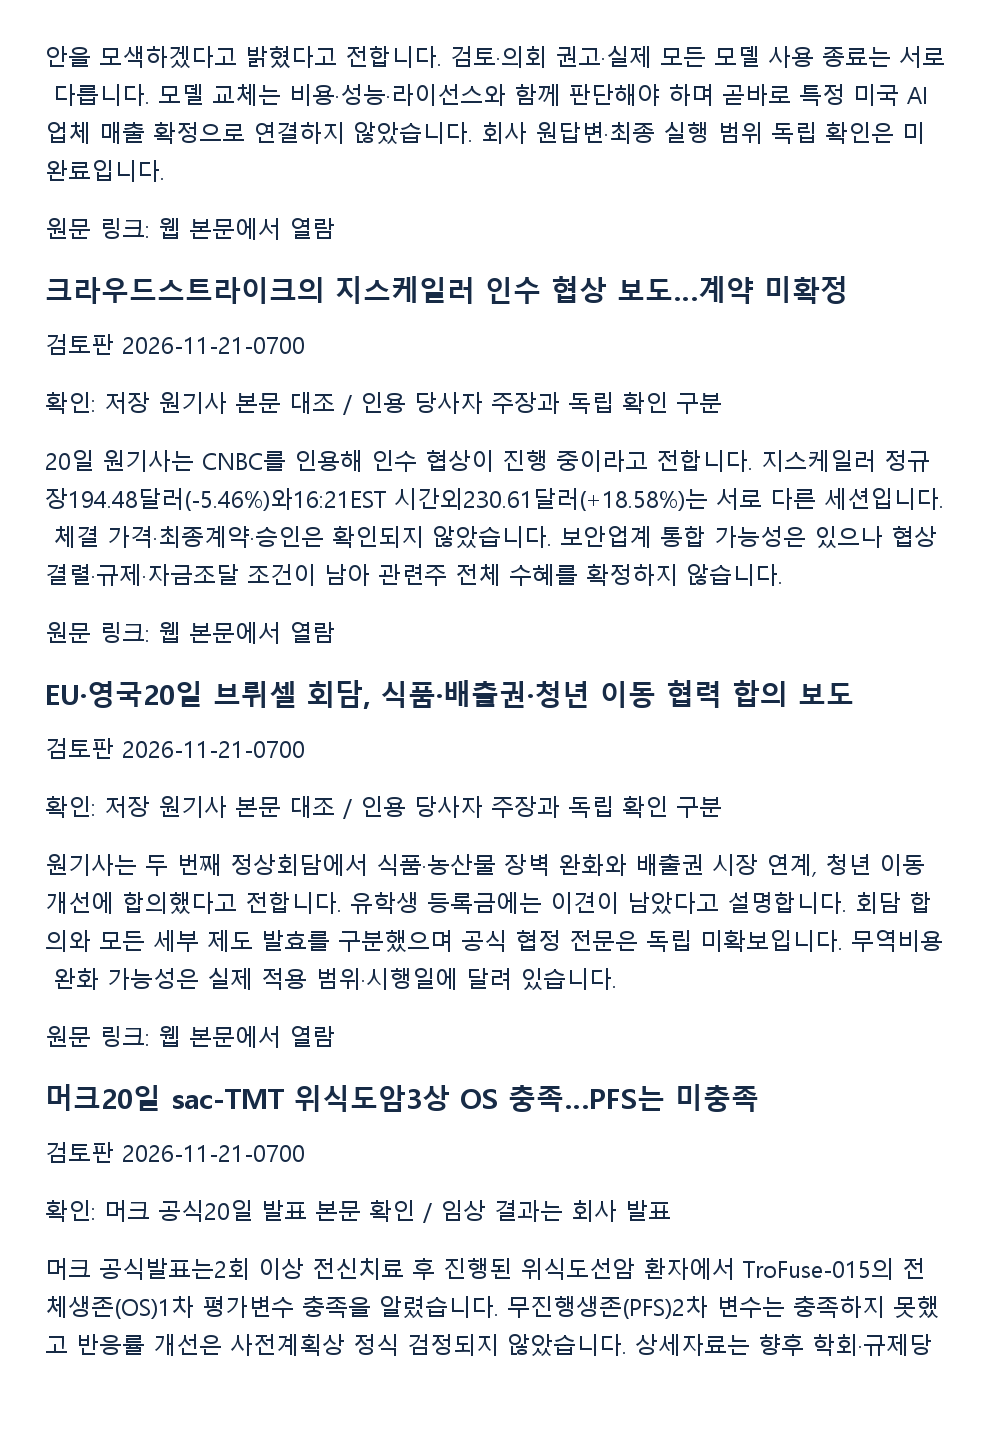 안을 모색하겠다고 밝혔다고 전합니다. 검토·의회 권고·실제 모든 모델 사용 종료는 서로
다릅니다. 모델 교체는 비용·성능·라이선스와 함께 판단해야 하며 곧바로 특정 미국 AI
업체 매출 확정으로 연결하지 않았습니다. 회사 원답변·최종 실행 범위 독립 확인은 미
완료입니다.
원문 링크: 웹 본문에서 열람
크라우드스트라이크의 지스케일러 인수 협상 보도…계약 미확정
검토판 2026-11-21-0700
확인: 저장 원기사 본문 대조 / 인용 당사자 주장과 독립 확인 구분
20일 원기사는 CNBC를 인용해 인수 협상이 진행 중이라고 전합니다. 지스케일러 정규
장194.48달러(-5.46%)와16:21EST 시간외230.61달러(+18.58%)는 서로 다른 세션입니다.
체결 가격·최종계약·승인은 확인되지 않았습니다. 보안업계 통합 가능성은 있으나 협상
결렬·규제·자금조달 조건이 남아 관련주 전체 수혜를 확정하지 않습니다.
원문 링크: 웹 본문에서 열람
EU·영국20일 브뤼셀 회담, 식품·배출권·청년 이동 협력 합의 보도
검토판 2026-11-21-0700
확인: 저장 원기사 본문 대조 / 인용 당사자 주장과 독립 확인 구분
원기사는 두 번째 정상회담에서 식품·농산물 장벽 완화와 배출권 시장 연계, 청년 이동
개선에 합의했다고 전합니다. 유학생 등록금에는 이견이 남았다고 설명합니다. 회담 합
의와 모든 세부 제도 발효를 구분했으며 공식 협정 전문은 독립 미확보입니다. 무역비용
완화 가능성은 실제 적용 범위·시행일에 달려 있습니다.
원문 링크: 웹 본문에서 열람
머크20일 sac-TMT 위식도암3상 OS 충족…PFS는 미충족
검토판 2026-11-21-0700
확인: 머크 공식20일 발표 본문 확인 / 임상 결과는 회사 발표
머크 공식발표는2회 이상 전신치료 후 진행된 위식도선암 환자에서 TroFuse-015의 전
체생존(OS)1차 평가변수 충족을 알렸습니다. 무진행생존(PFS)2차 변수는 충족하지 못했
고 반응률 개선은 사전계획상 정식 검정되지 않았습니다. 상세자료는 향후 학회·규제당